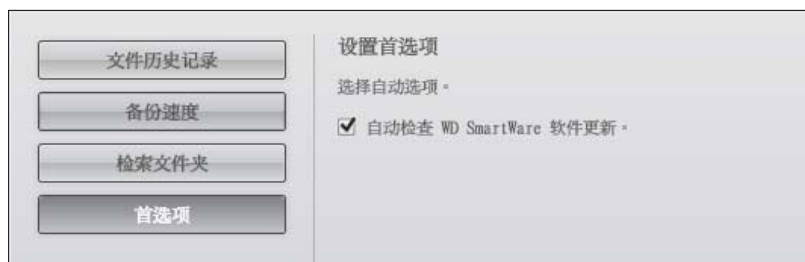 文件历史记录
备份速度
检索文件夹
首选项
设置首选项
选择自动选项。
自动检查 WD SmartWare 软件更新。